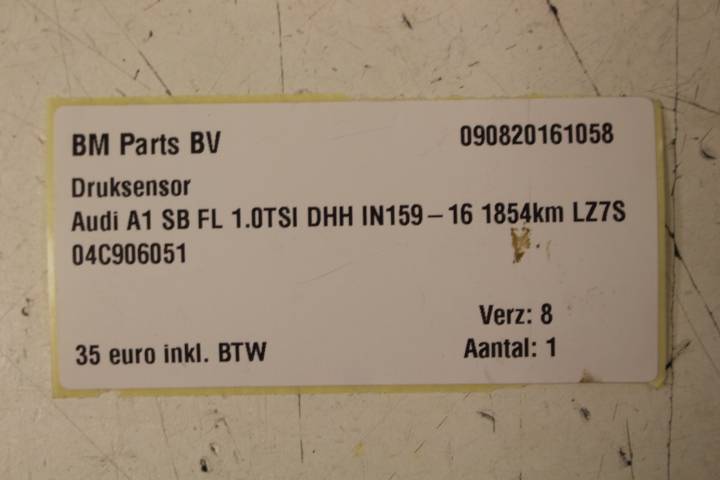 BM Parts BV 090820161058
Druksensor
Audi A1 SB FL 1.0TSI DHH IN159-16 1854km LZ7S
04C906051
Verz: 8
35 euro inkl. BTW Aantal: 1